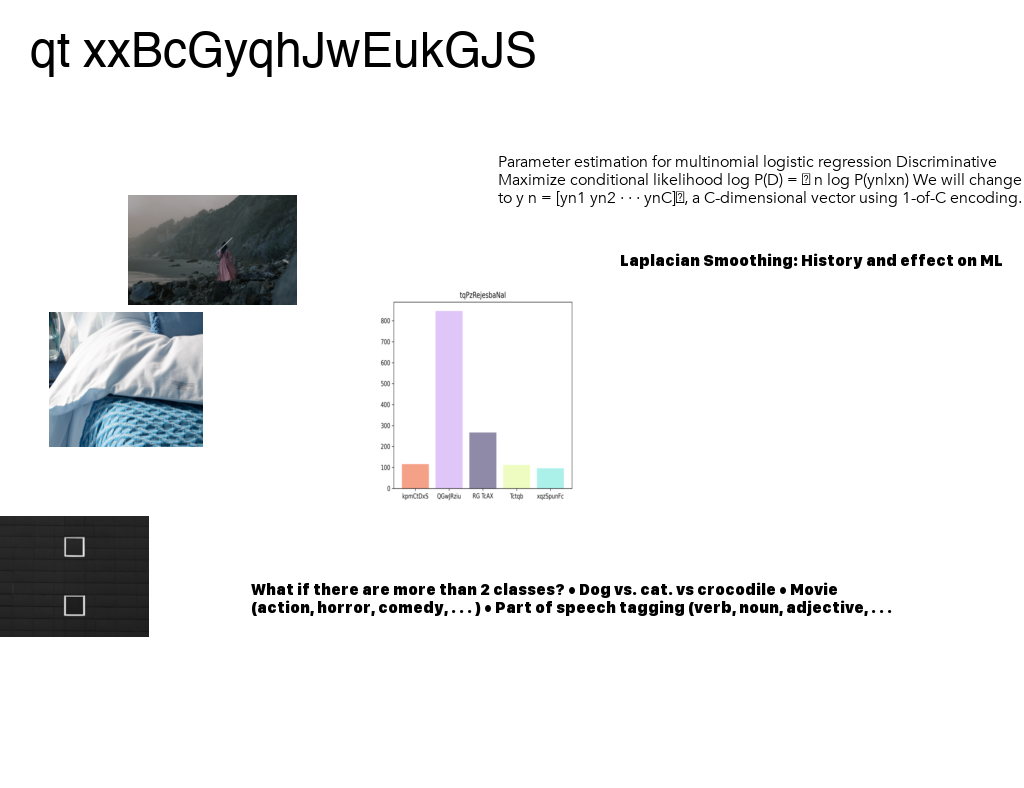 qt xxBcGyqhJwEukGJS
Parameter estimation for multinomial logistic regression Discriminative
Maximize conditional likelihood log P(D) = ⍰ n log P(yn|xn) We will change
to y n = [yn1 yn2 · · · ynC]⍰, a C-dimensional vector using 1-of-C encoding.
Laplacian Smoothing: History and effect on ML
tqPzRejesbaNal
800
700
600
500
400
300
200
100
0
kpmCtDxS QGwJRziu RG TcAX Tctqb xqzSpunFc
What if there are more than 2 classes? • Dog vs. cat. vs crocodile • Movie
(action, horror, comedy, . . . ) • Part of speech tagging (verb, noun, adjective, . . .